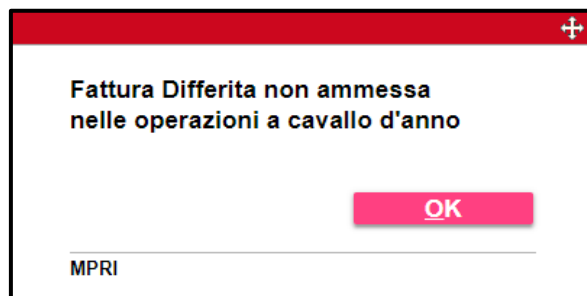 Fattura Differita non ammessa
nelle operazioni a cavallo d'anno
OK
MPRI